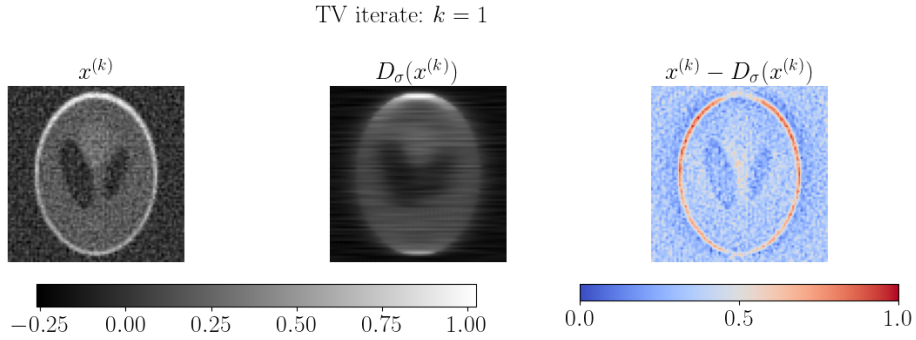 TV iterate: k = 1
x^{(k)}
D_σ(x^{(k)})
x^{(k)} − D_σ(x^{(k)})
−0.25 0.00 0.25 0.50 0.75 1.00
0.0 0.5 1.0